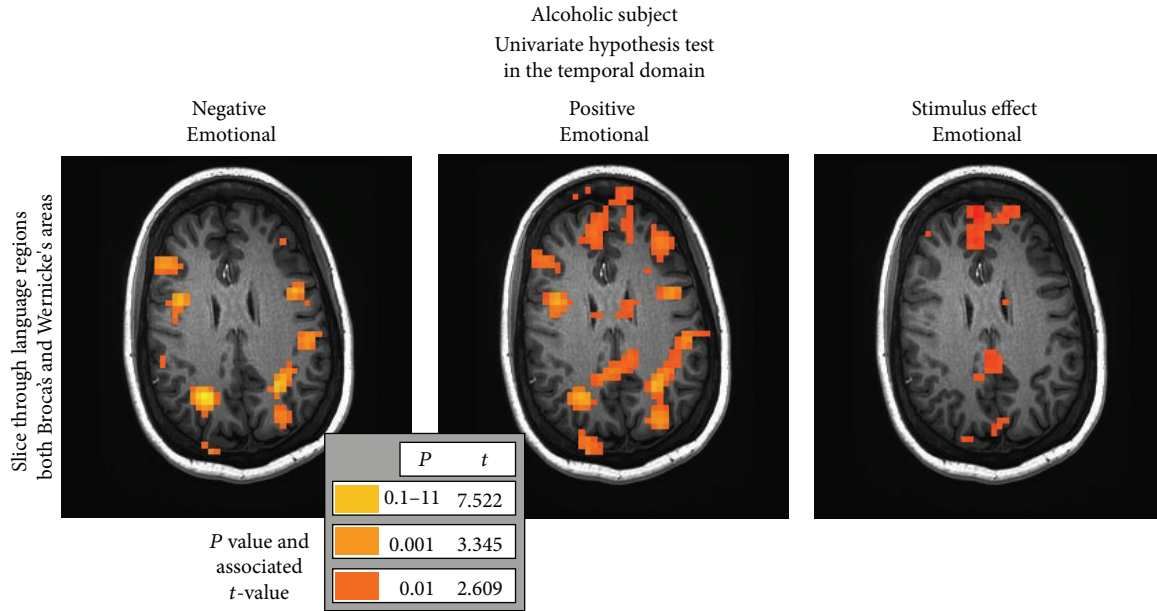 Alcoholic subject
Univariate hypothesis test
in the temporal domain
Negative
Emotional
Positive
Emotional
Stimulus effect
Emotional
Slice through language regions
both Broca's and Wernicke's areas
P t
0.1–11 7.522
0.001 3.345
0.01 2.609
P value and
associated
t-value